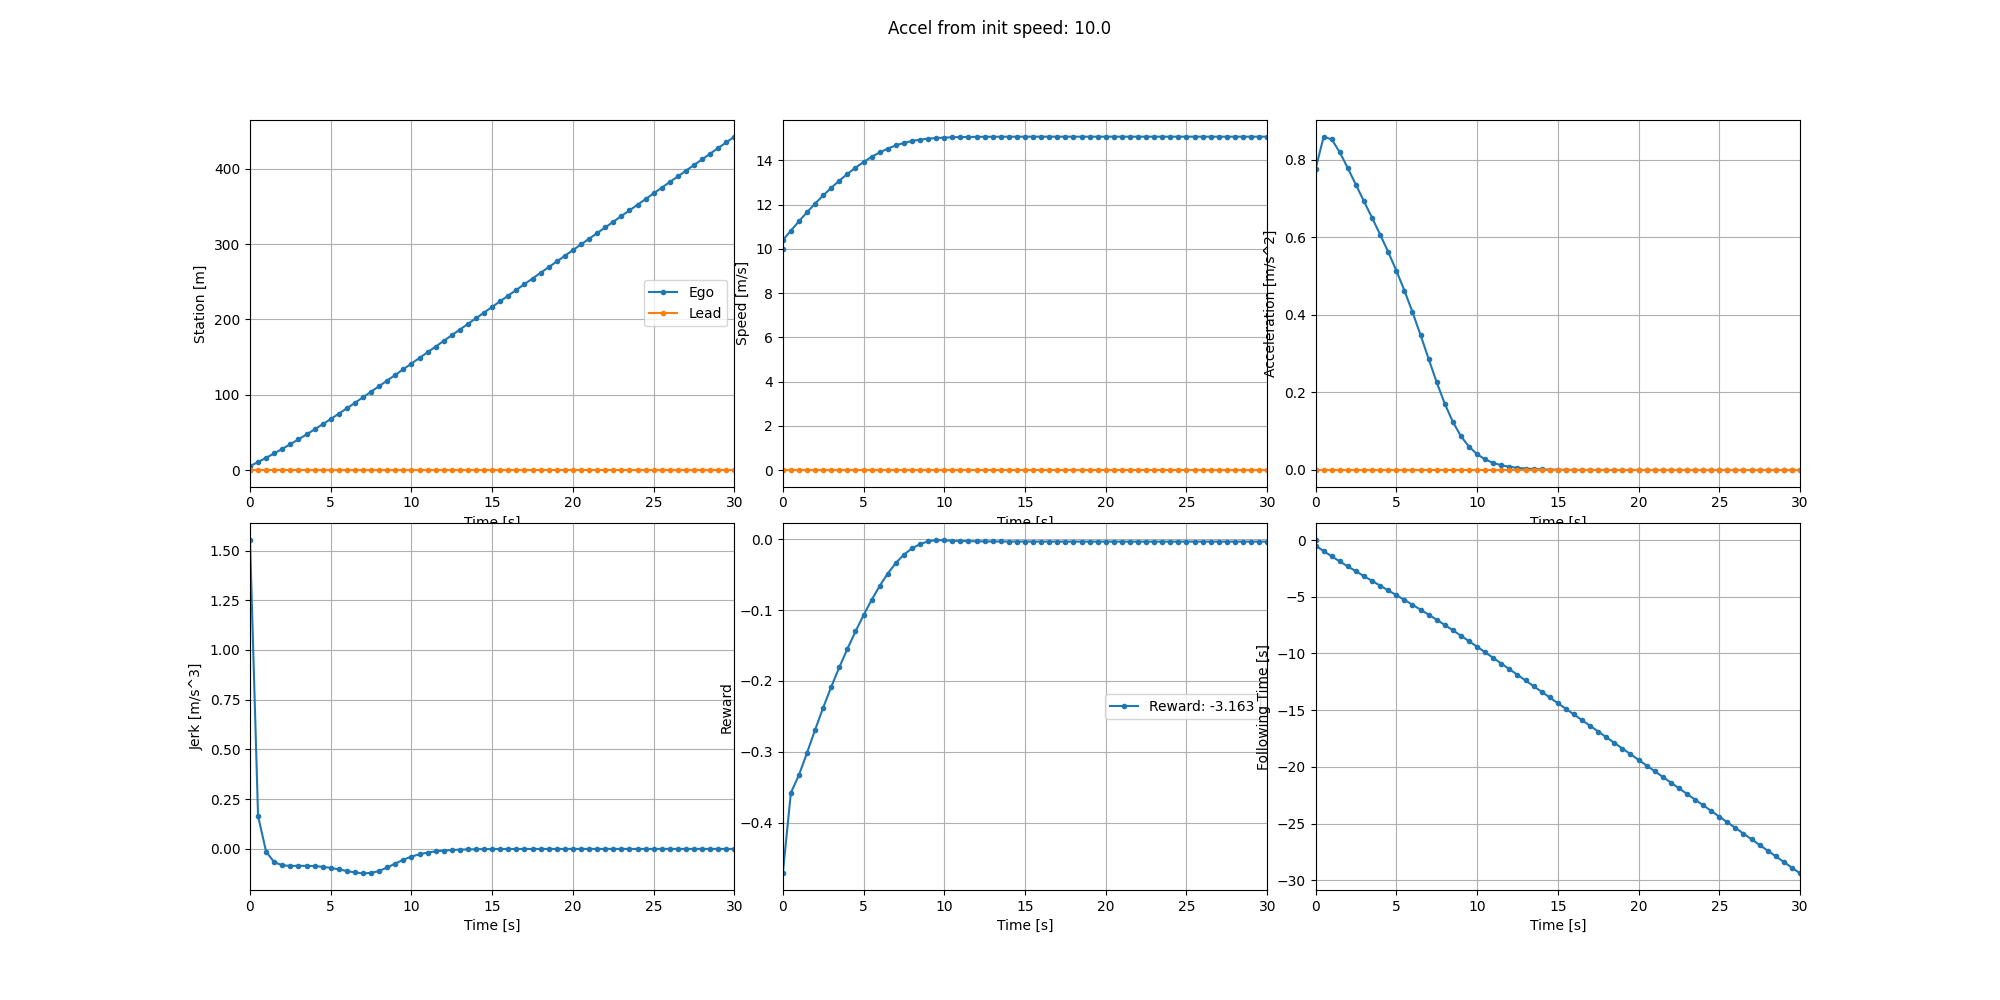 Accel from init speed: 10.0
Station [m]
400
300
200
100
0
Ego
Lead
0 5 10 15 20 25 30
Time [s]
Speed [m/s]
14
12
10
8
6
4
2
0
0 5 10 15 20 25 30
Time [s]
Acceleration [m/s^2]
0.8
0.6
0.4
0.2
0.0
0 5 10 15 20 25 30
Time [s]
Jerk [m/s^3]
1.50
1.25
1.00
0.75
0.50
0.25
0.00
0 5 10 15 20 25 30
Time [s]
Reward
0.0
−0.1
−0.2
−0.3
−0.4
Reward: -3.163
0 5 10 15 20 25 30
Time [s]
Following Time [s]
0
−5
−10
−15
−20
−25
−30
0 5 10 15 20 25 30
Time [s]